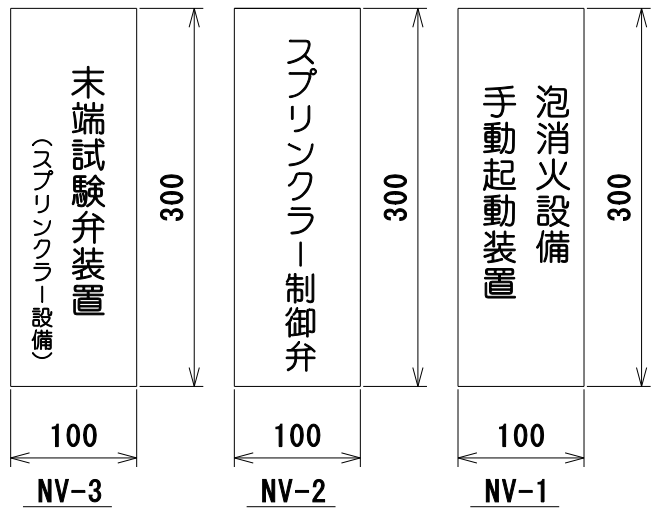 末端試験弁装置
（スプリンクラー設備）
300
100
NV-3
スプリンクラー制御弁
300
100
NV-2
泡消火設備
手動起動装置
300
100
NV-1